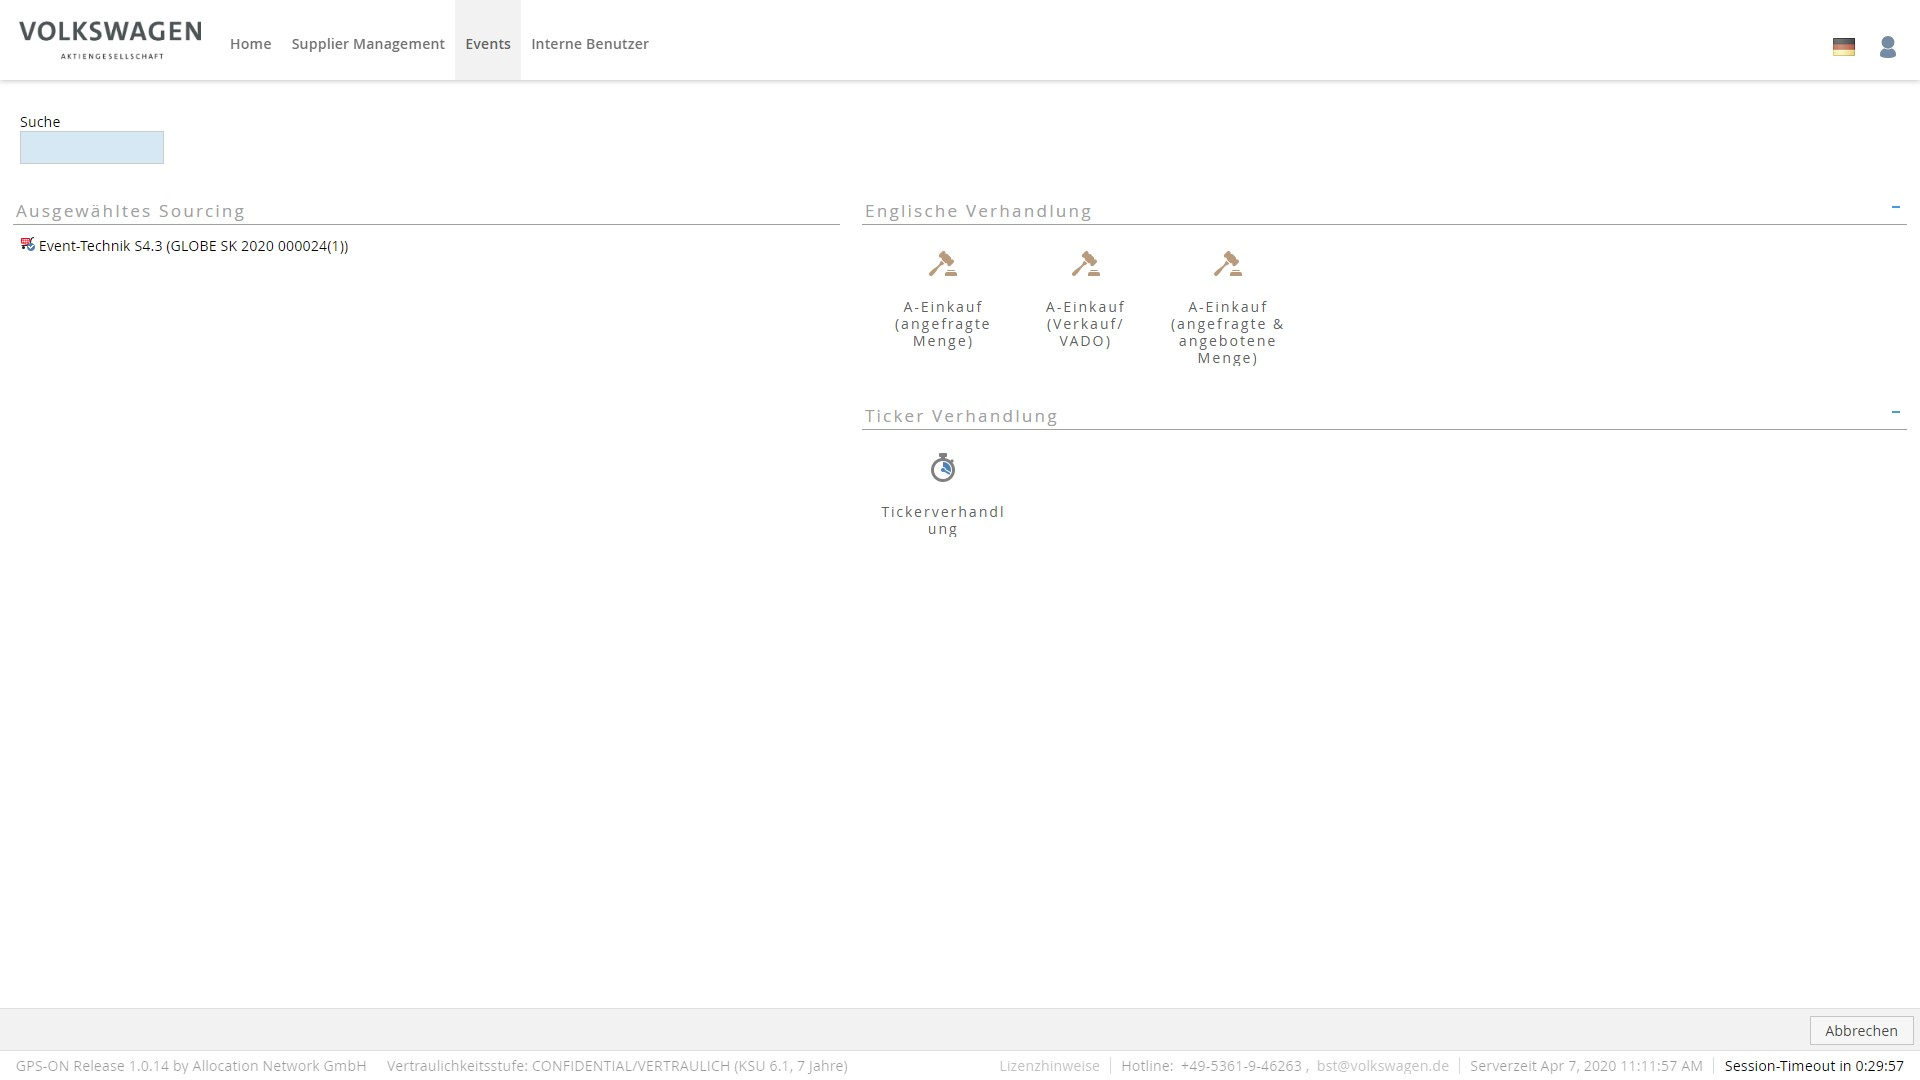 VOLKSWAGEN
AKTIENGESELLSCHAFT
Home
Supplier Management
Events
Interne Benutzer
Suche
Ausgewähltes Sourcing
Event-Technik S4.3 (GLOBE SK 2020 000024(1))
Englische Verhandlung
A-Einkauf
(angefragte
Menge)
A-Einkauf
(Verkauf/
VADO)
A-Einkauf
(angefragte &
angebotene
Menge)
Ticker Verhandlung
Tickerverhandl
ung
Abbrechen
GPS-ON Release 1.0.14 by Allocation Network GmbH
Vertraulichkeitsstufe: CONFIDENTIAL/VERTRAULICH (KSU 6.1, 7 Jahre)
Lizenzhinweise
Hotline: +49-5361-9-46263 , bst@volkswagen.de
Serverzeit Apr 7, 2020 11:11:57 AM
Session-Timeout in 0:29:57